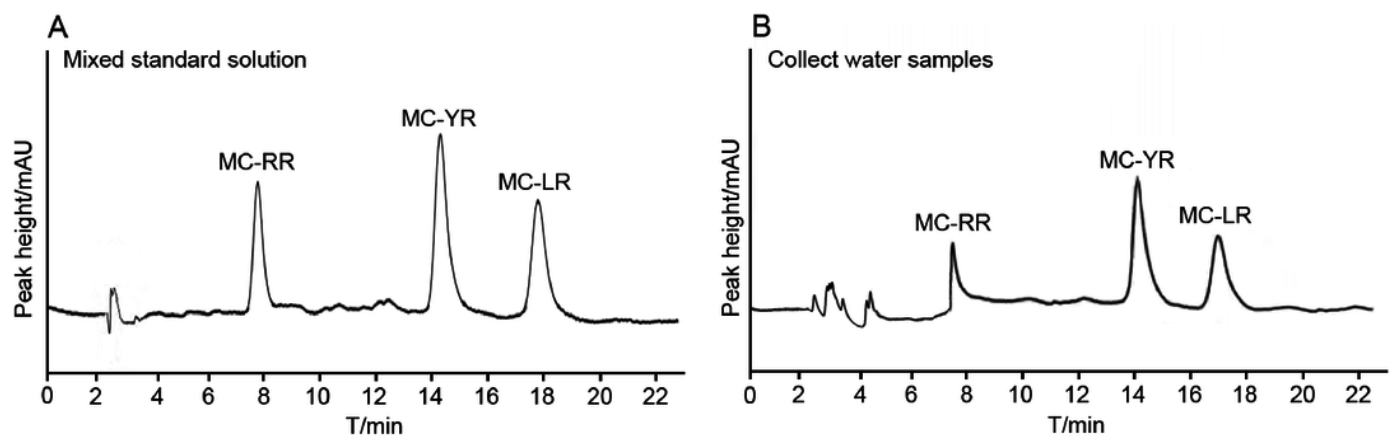 A
Mixed standard solution
MC-RR
MC-YR
MC-LR
Peak height/mAU
0 2 4 6 8 10 12 14 16 18 20 22
T/min
B
Collect water samples
MC-RR
MC-YR
MC-LR
Peak height/mAU
0 2 4 6 8 10 12 14 16 18 20 22
T/min